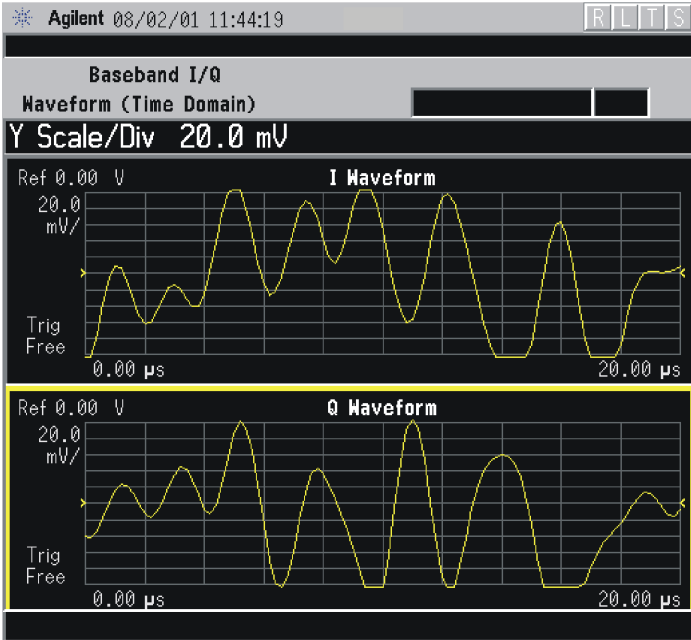 Agilent 08/02/01 11:44:19 R L T S
Baseband I/Q
Waveform (Time Domain)
Y Scale/Div 20.0 mV
Ref 0.00 V I Waveform
20.0
mV/
Trig
Free
0.00 µs 20.00 µs
Ref 0.00 V Q Waveform
20.0
mV/
Trig
Free
0.00 µs 20.00 µs